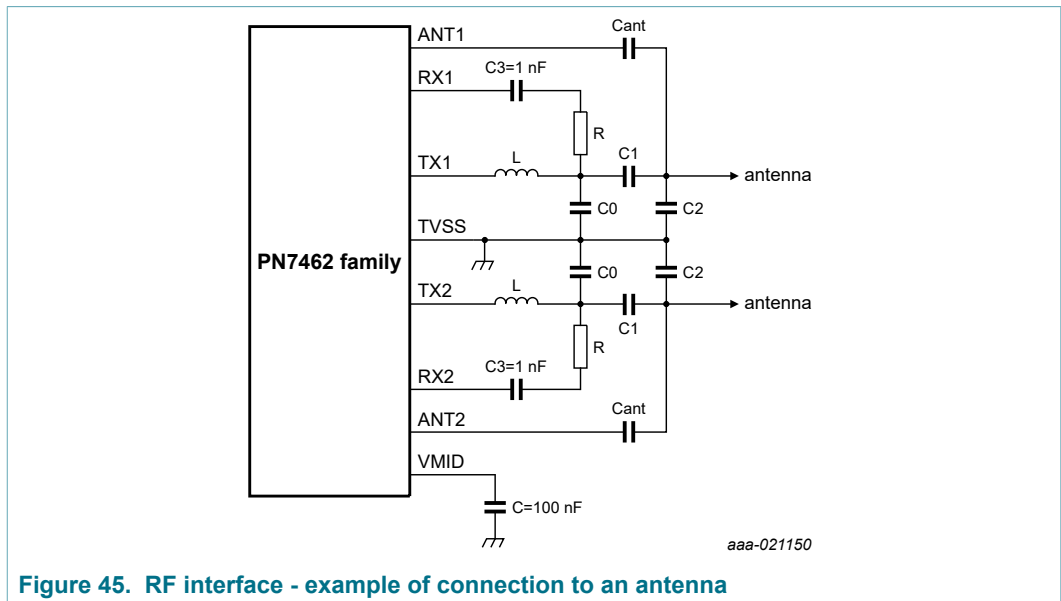 ANT1
Cant
C3=1 nF
RX1
R
L
C1
TX1
antenna
C0
C2
TVSS
PN7462 family
C0
C2
L
TX2
antenna
C1
R
C3=1 nF
RX2
Cant
ANT2
VMID
C=100 nF
aaa-021150
Figure 45. RF interface - example of connection to an antenna